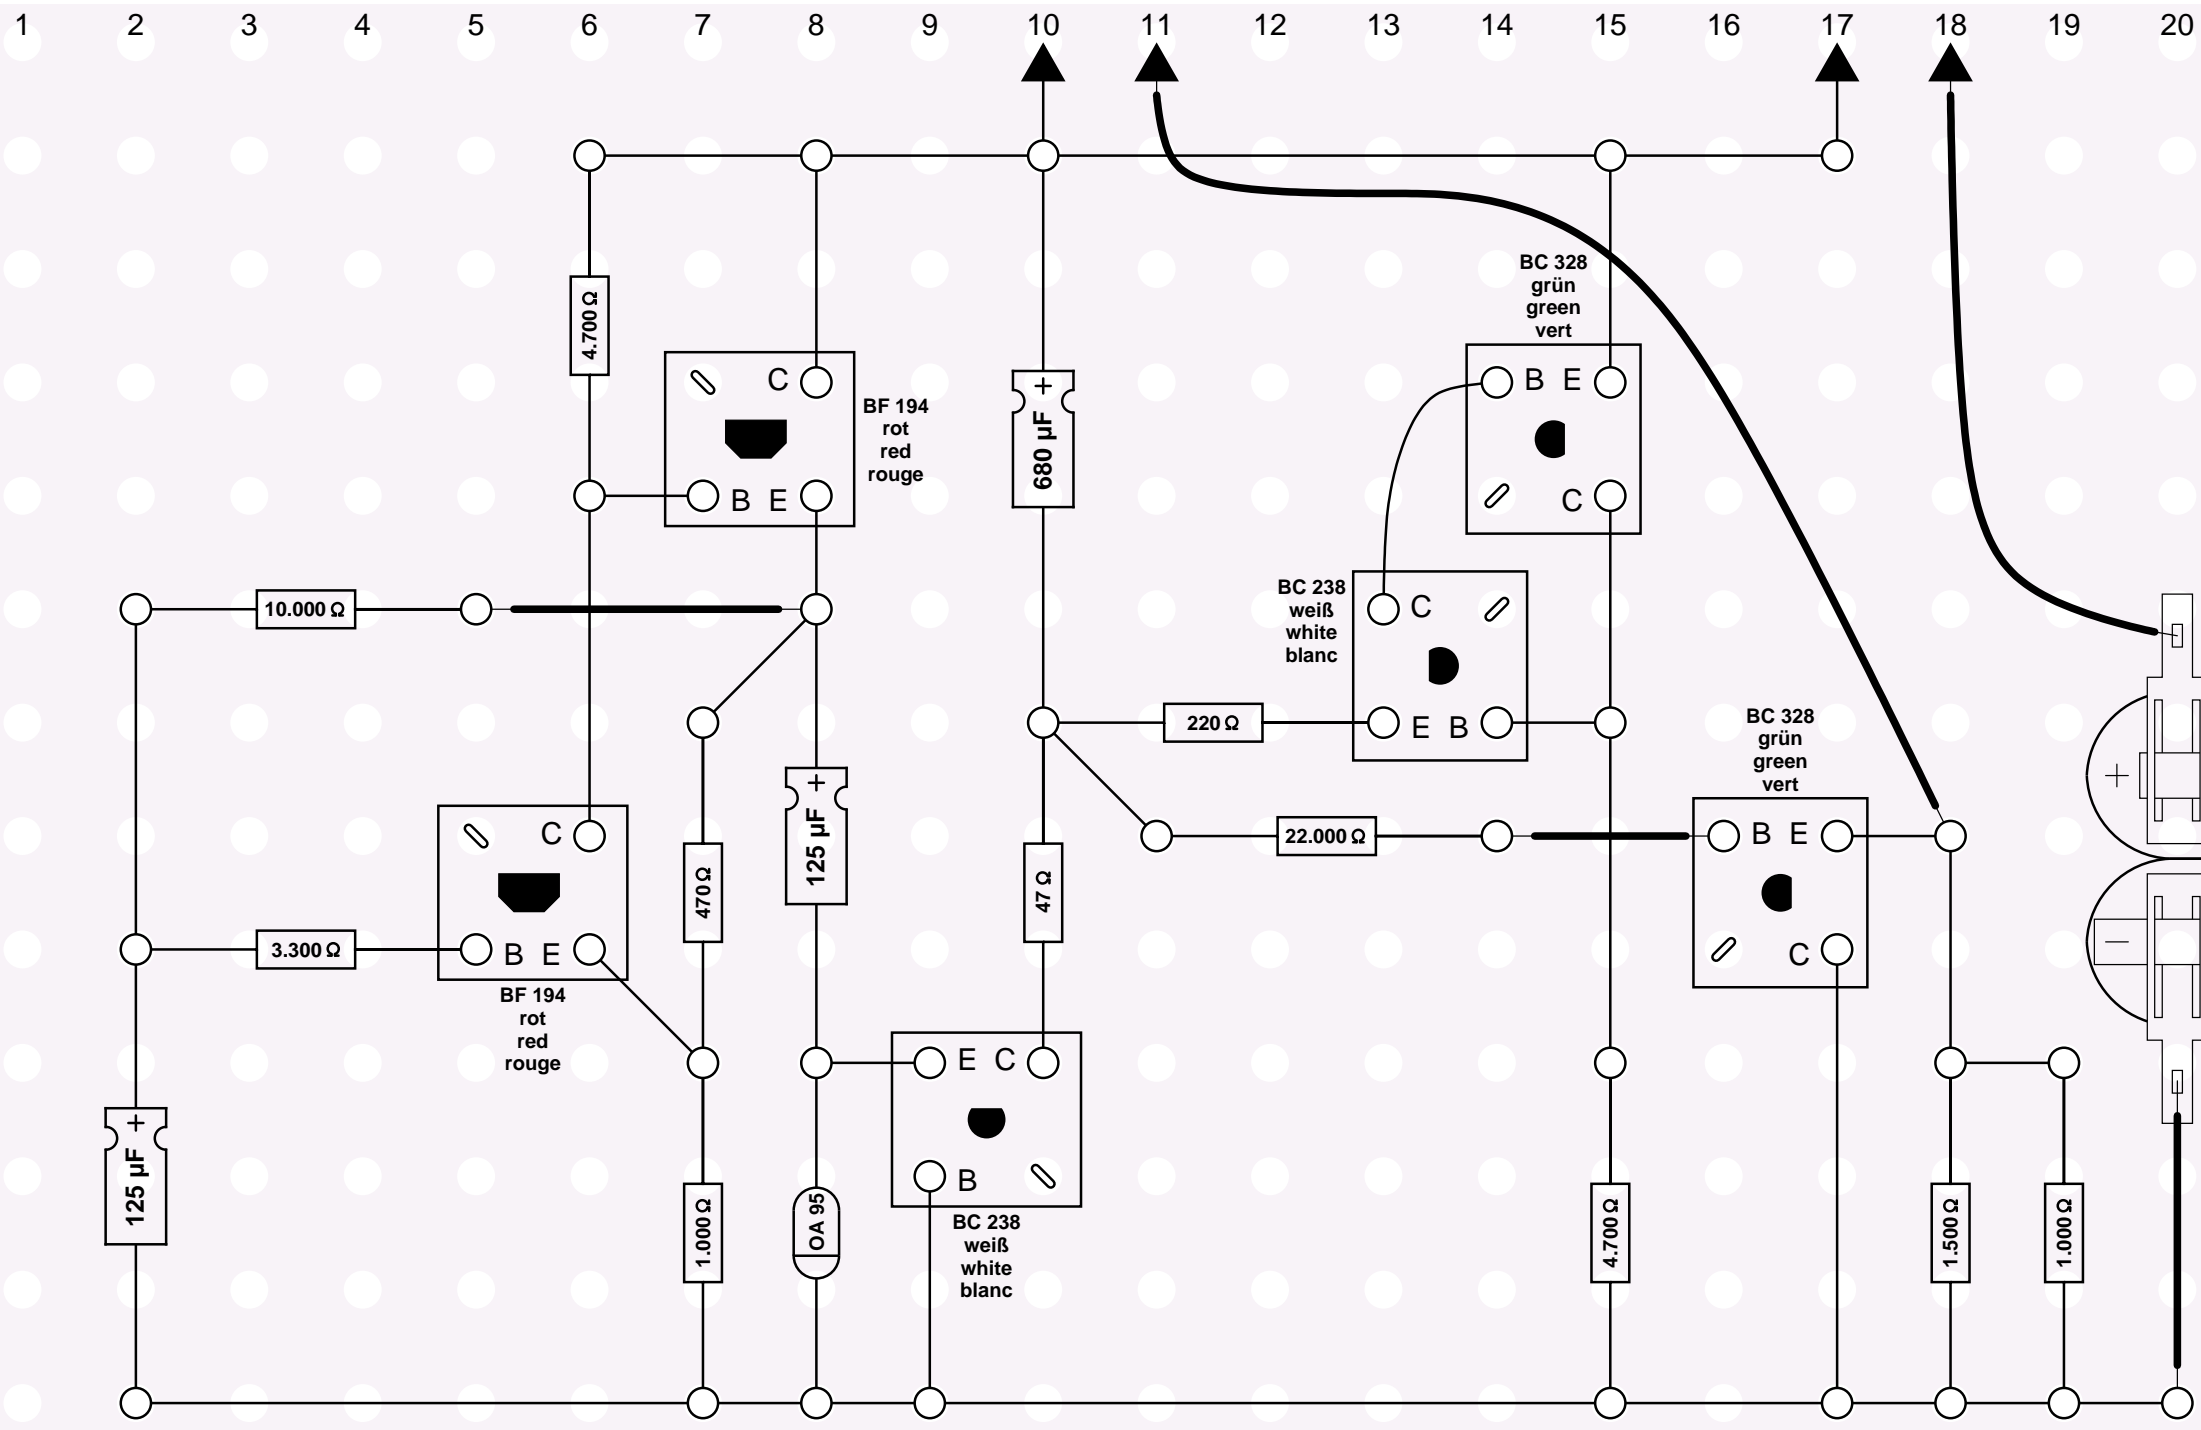 1 2 3 4 5 6 7 8 9 10 11 12 13 14 15 16 17 18 19 20
BC 328
grün
green
vert
4.700 Ω
C
BF 194
rot
red
rouge
B E
+
680 µF
B E
C
10.000 Ω
BC 238
weiß
white
blanc
C
E B
220 Ω
BC 328
grün
green
vert
+
125 µF
C
B E
3.300 Ω
BF 194
rot
red
rouge
470 Ω
47 Ω
22.000 Ω
B E
C
+
−
E C
B
BC 238
weiß
white
blanc
+
125 µF
1.000 Ω
OA 95
4.700 Ω
1.500 Ω
1.000 Ω